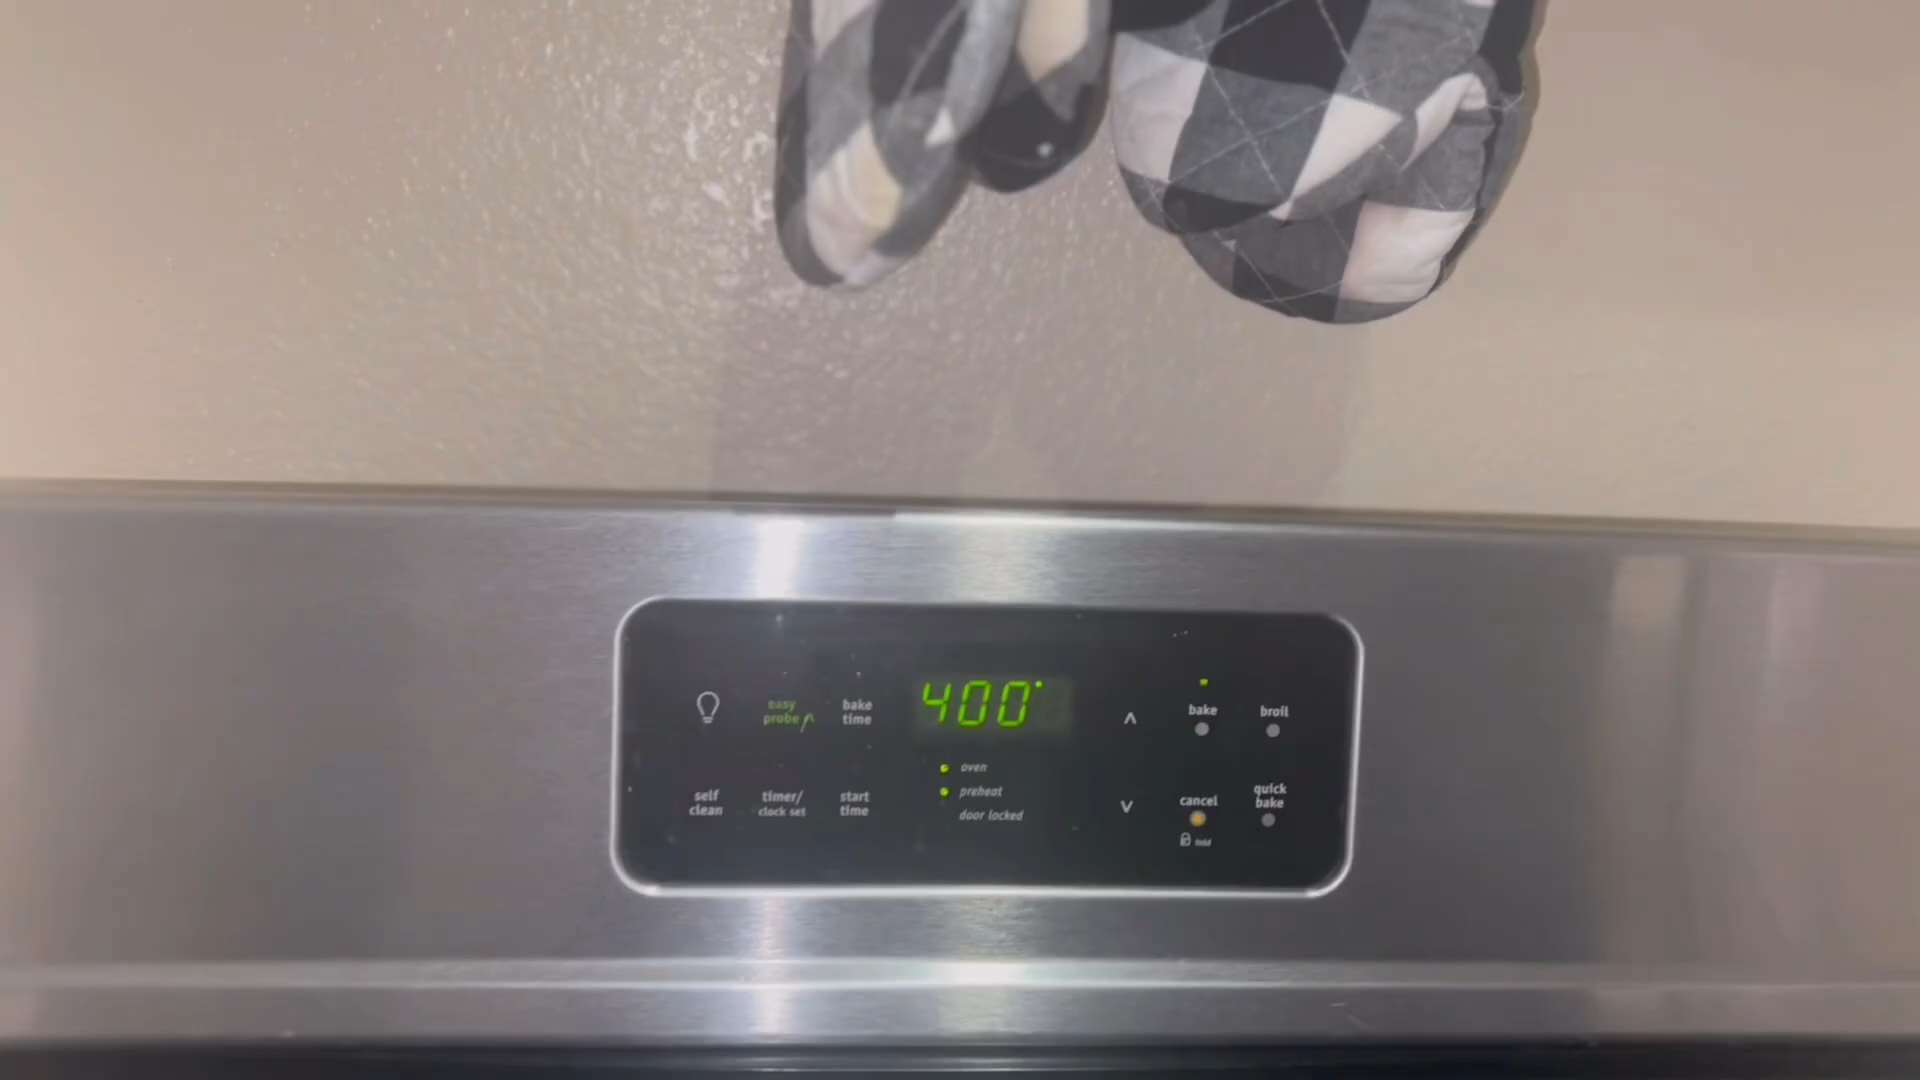 easy
probe
bake
time
400°
bake
broil
oven
preheat
door locked
self
clean
timer/
clock set
start
time
cancel
hold
quick
bake